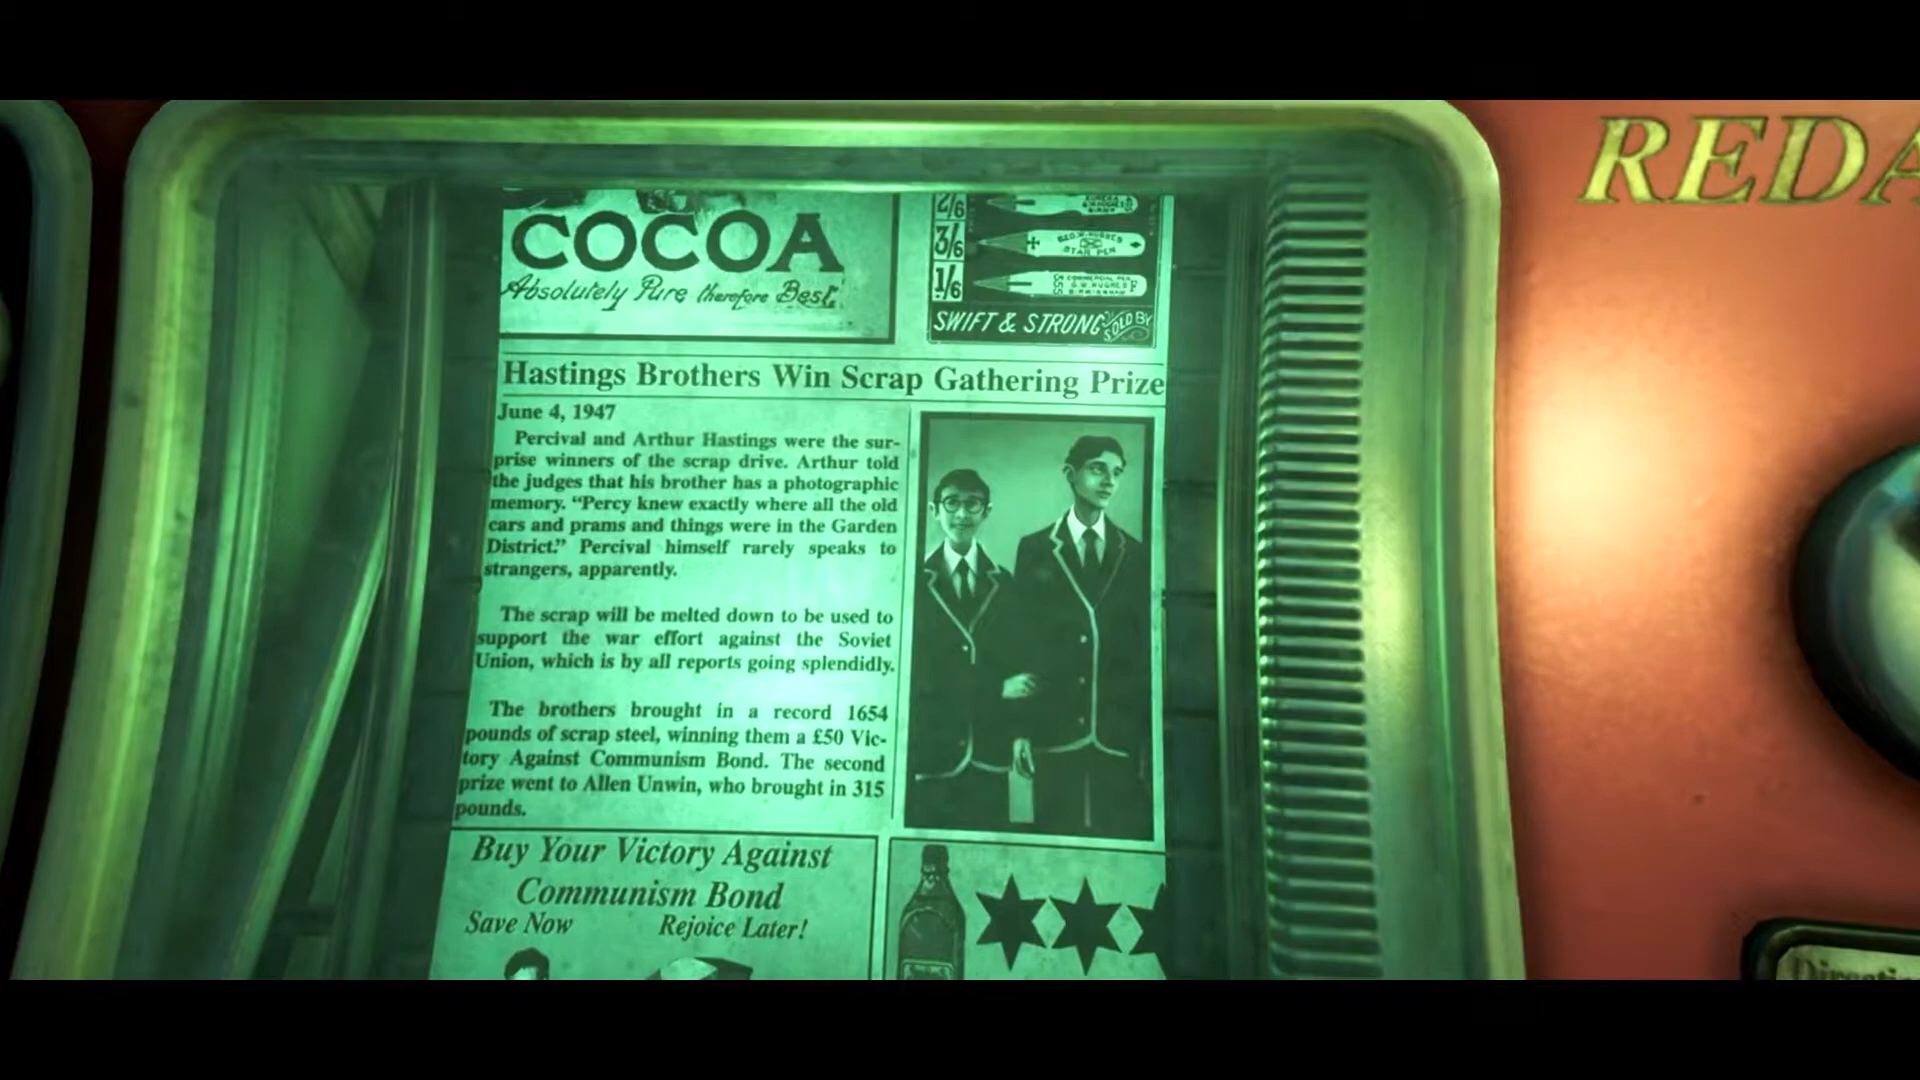 REDA
COCOA
Absolutely Pure therefore Best.
2/6
3/6
GEO. W. HUGHES
STAR PEN
1/6
G. W. HUGHES F
BIRMINGHAM
SWIFT & STRONG SOLD BY
Hastings Brothers Win Scrap Gathering Prize
June 4, 1947
Percival and Arthur Hastings were the sur-
prise winners of the scrap drive. Arthur told
the judges that his brother has a photographic
memory. “Percy knew exactly where all the old
cars and prams and things were in the Garden
District.” Percival himself rarely speaks to
strangers, apparently.
The scrap will be melted down to be used to
support the war effort against the Soviet
Union, which is by all reports going splendidly.
The brothers brought in a record 1654
pounds of scrap steel, winning them a £50 Vic-
tory Against Communism Bond. The second
prize went to Allen Unwin, who brought in 315
pounds.
Buy Your Victory Against
Communism Bond
Save Now Rejoice Later!